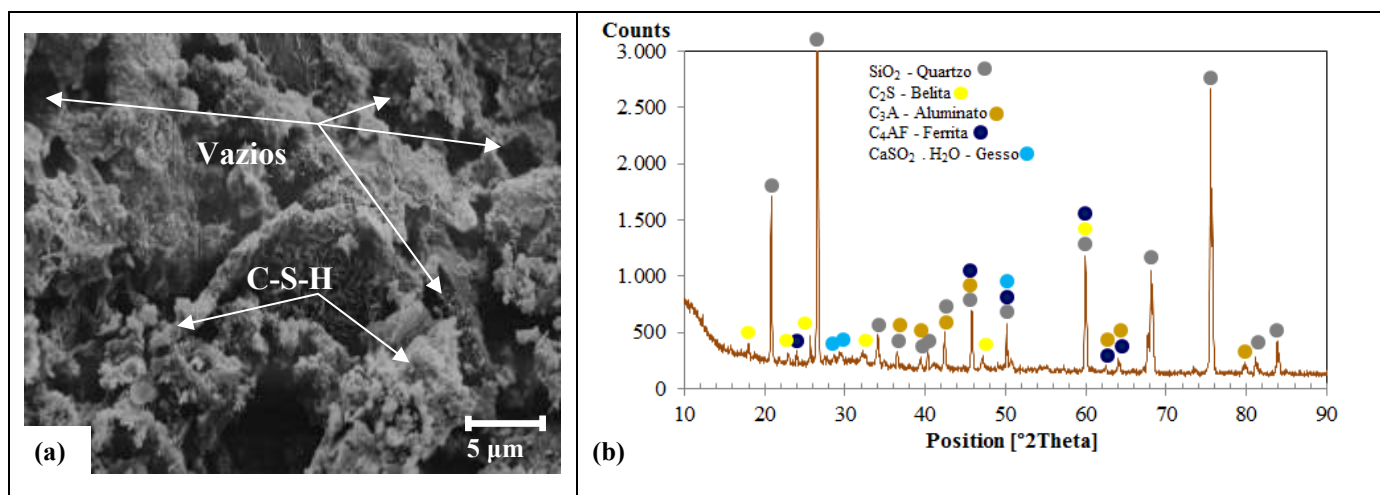 Vazios
C-S-H
5 µm
(a)
Counts
3.000
2.500
2.000
1.500
1.000
500
0
SiO₂ - Quartzo
C₂S - Belita
C₃A - Aluminato
C₄AF - Ferrita
CaSO₂ . H₂O - Gesso
10 20 30 40 50 60 70 80 90
Position [°2Theta]
(b)